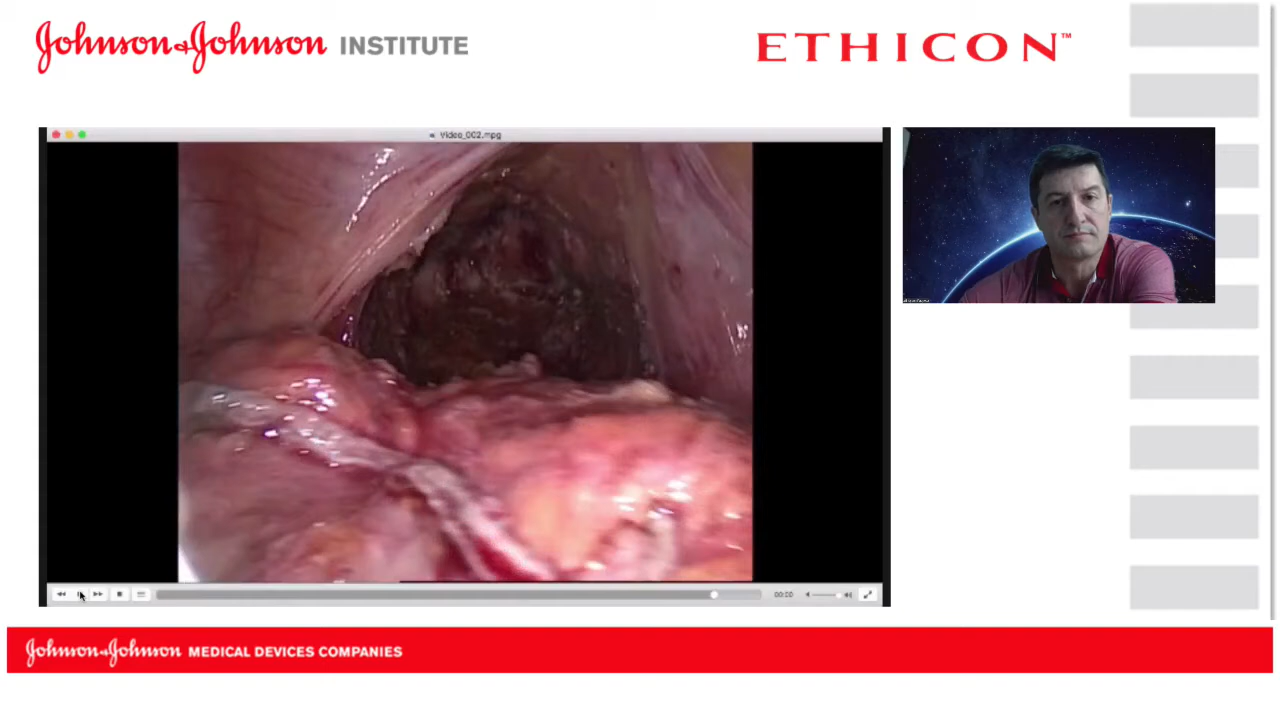 Johnson & Johnson INSTITUTE
ETHICON™
Video_002.mpg
00:00
Johnson & Johnson MEDICAL DEVICES COMPANIES